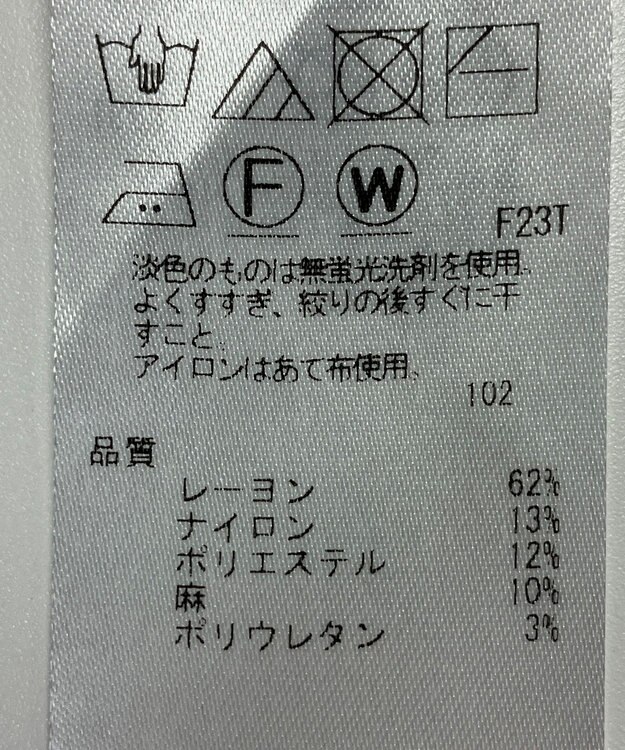 F
W
F23T
淡色のものは無蛍光洗剤を使用。
よくすすぎ、絞りの後すぐに干
すこと。
アイロンはあて布使用。
102
品質
レーヨン 62%
ナイロン 13%
ポリエステル 12%
麻 10%
ポリウレタン 3%